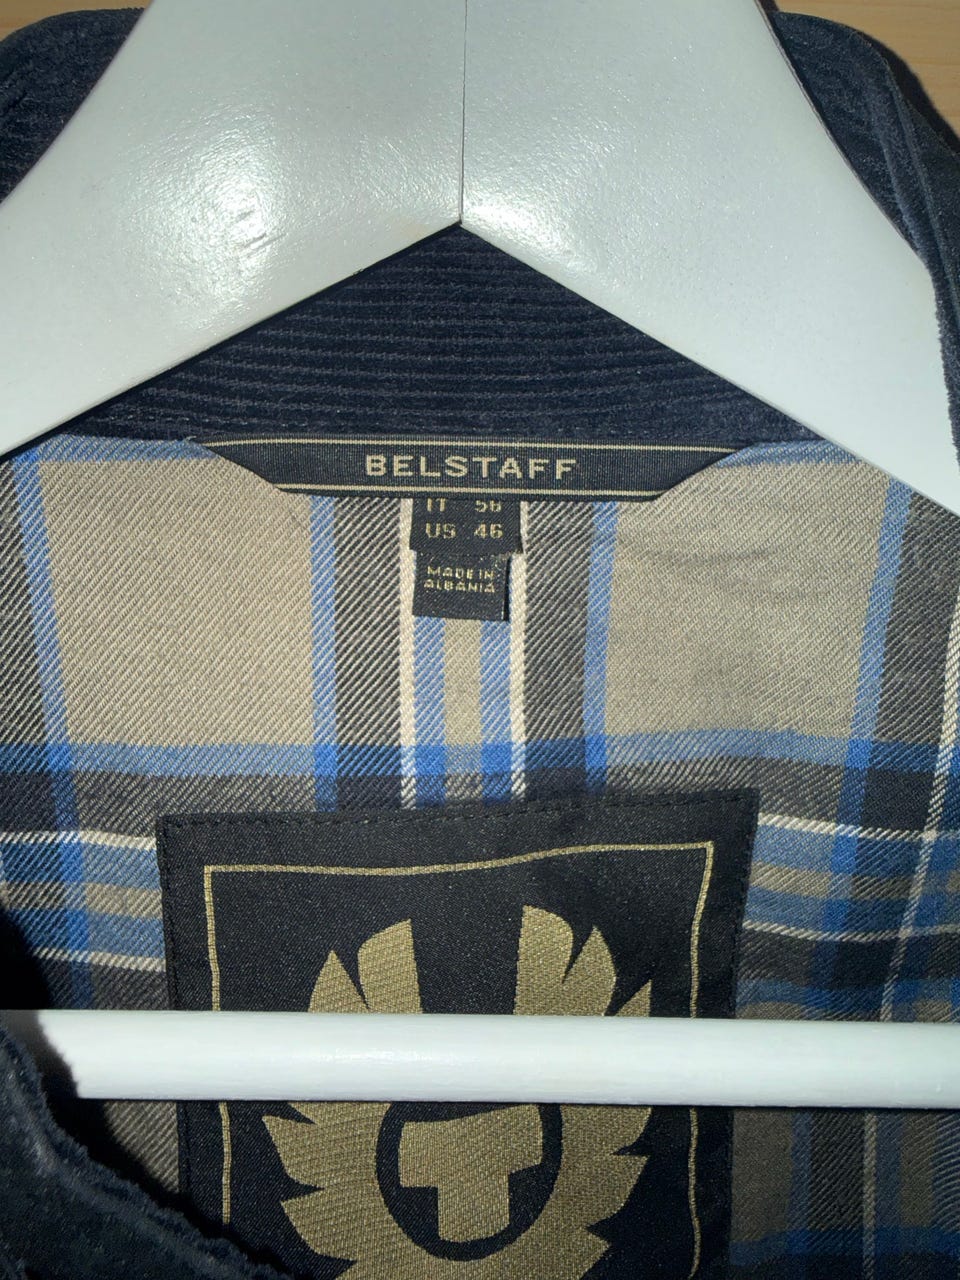 BELSTAFF
IT 56
US 46
MADE IN
ALBANIA